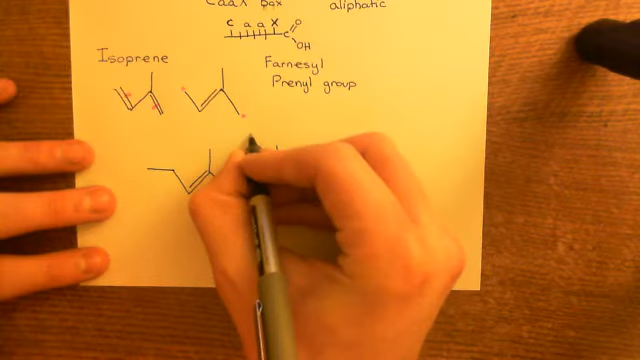 Caax box aliphatic
C a a X
C
O
OH
Isoprene
Farnesyl
Prenyl group